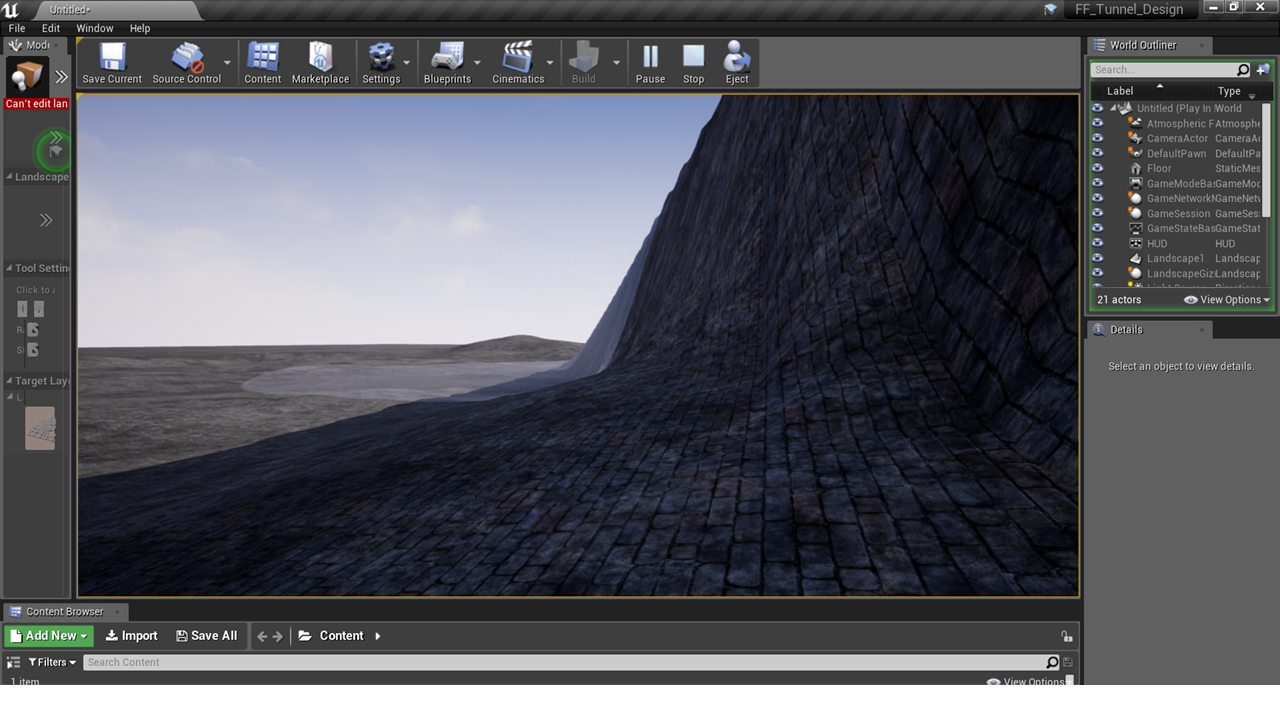 Untitled*
FF_Tunnel_Design
File Edit Window Help
Mode
Save Current Source Control Content Marketplace Settings Blueprints Cinematics Build Pause Stop Eject
Can't edit lan
Landscape
Tool Settin
Click to
Target Lay
L
World Outliner
Search...
Label Type
Untitled (Play In World
Atmospheric F Atmosphe
CameraActor CameraAc
DefaultPawn DefaultPa
Floor StaticMes
GameModeBas GameMod
GameNetwork GameNetv
GameSession GameSes
GameStateBas GameStat
HUD HUD
Landscape1 Landscap
LandscapeGiz Landscap
21 actors View Options
Details
Select an object to view details.
Content Browser
Add New Import Save All Content
Filters Search Content
1 item View Options